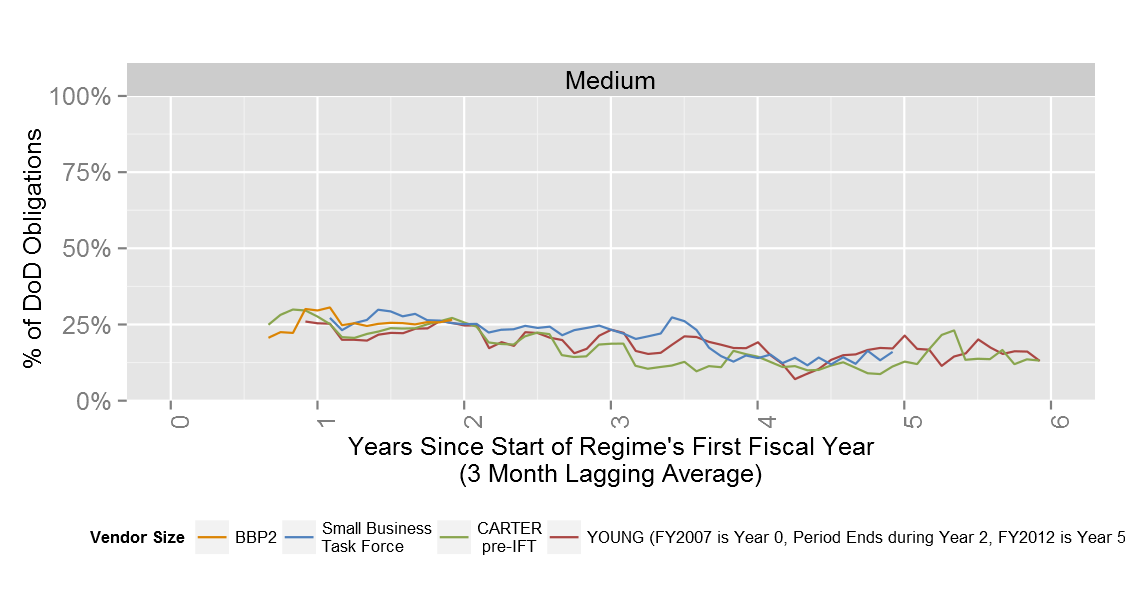 Medium
100%
75%
50%
25%
0%
% of DoD Obligations
0 1 2 3 4 5 6
Years Since Start of Regime's First Fiscal Year
(3 Month Lagging Average)
Vendor Size BBP2 Small Business Task Force CARTER pre-IFT YOUNG (FY2007 is Year 0, Period Ends during Year 2, FY2012 is Year 5